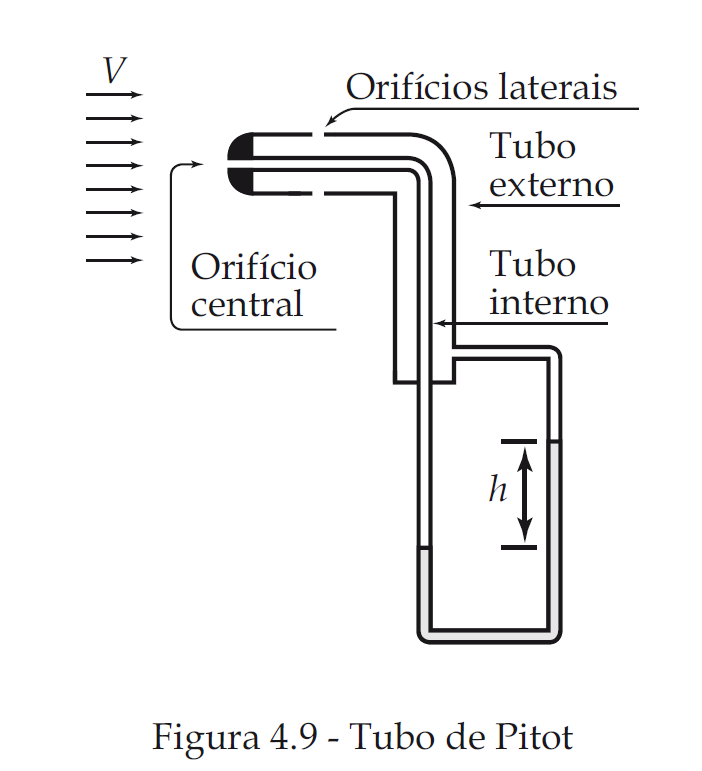 V
Orifícios laterais
Tubo
externo
Orifício
central
Tubo
interno
h
Figura 4.9 - Tubo de Pitot